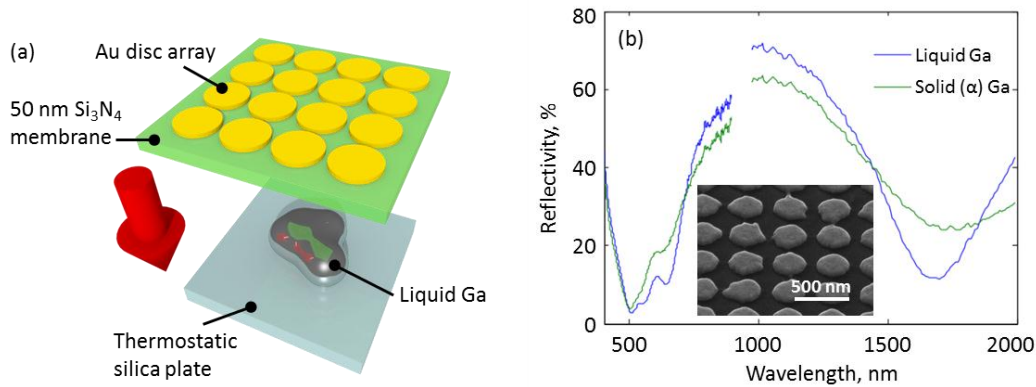 (a)
Au disc array
50 nm Si₃N₄
membrane
Liquid Ga
Thermostatic
silica plate
(b)
Liquid Ga
Solid (α) Ga
Reflectivity, %
80
60
40
20
0
500 nm
500
1000
1500
2000
Wavelength, nm